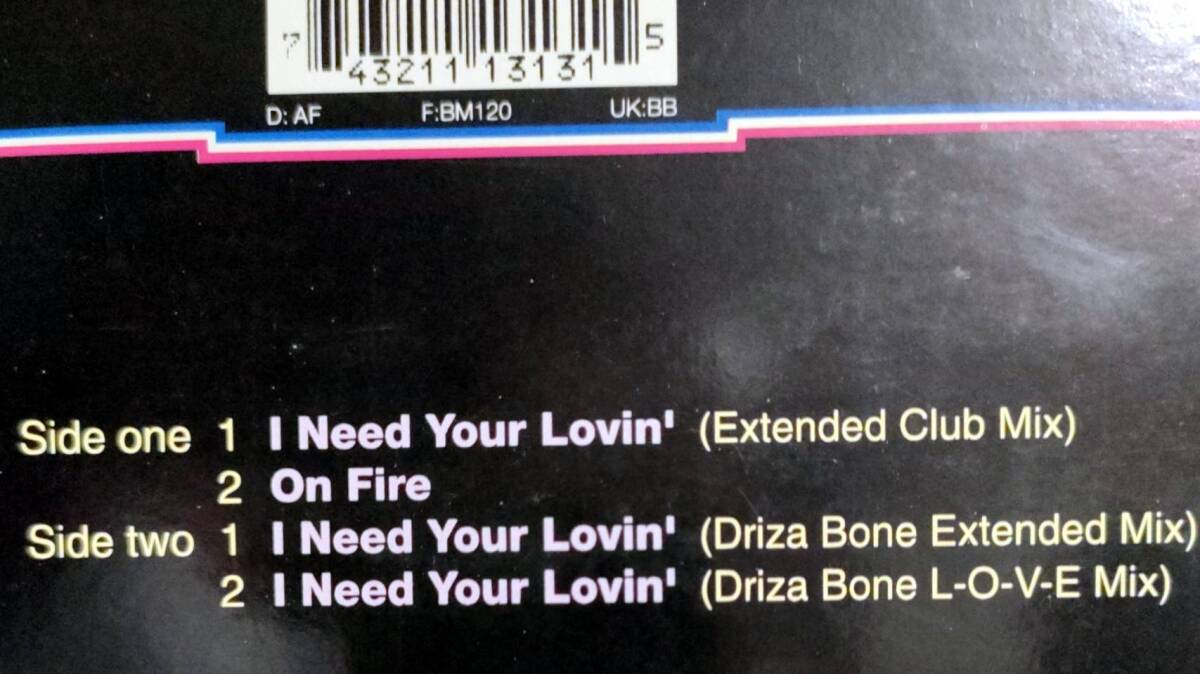 7 43211 13131 5
D: AF F:BM120 UK:BB
Side one 1 I Need Your Lovin' (Extended Club Mix)
2 On Fire
Side two 1 I Need Your Lovin' (Driza Bone Extended Mix)
2 I Need Your Lovin' (Driza Bone L-O-V-E Mix)